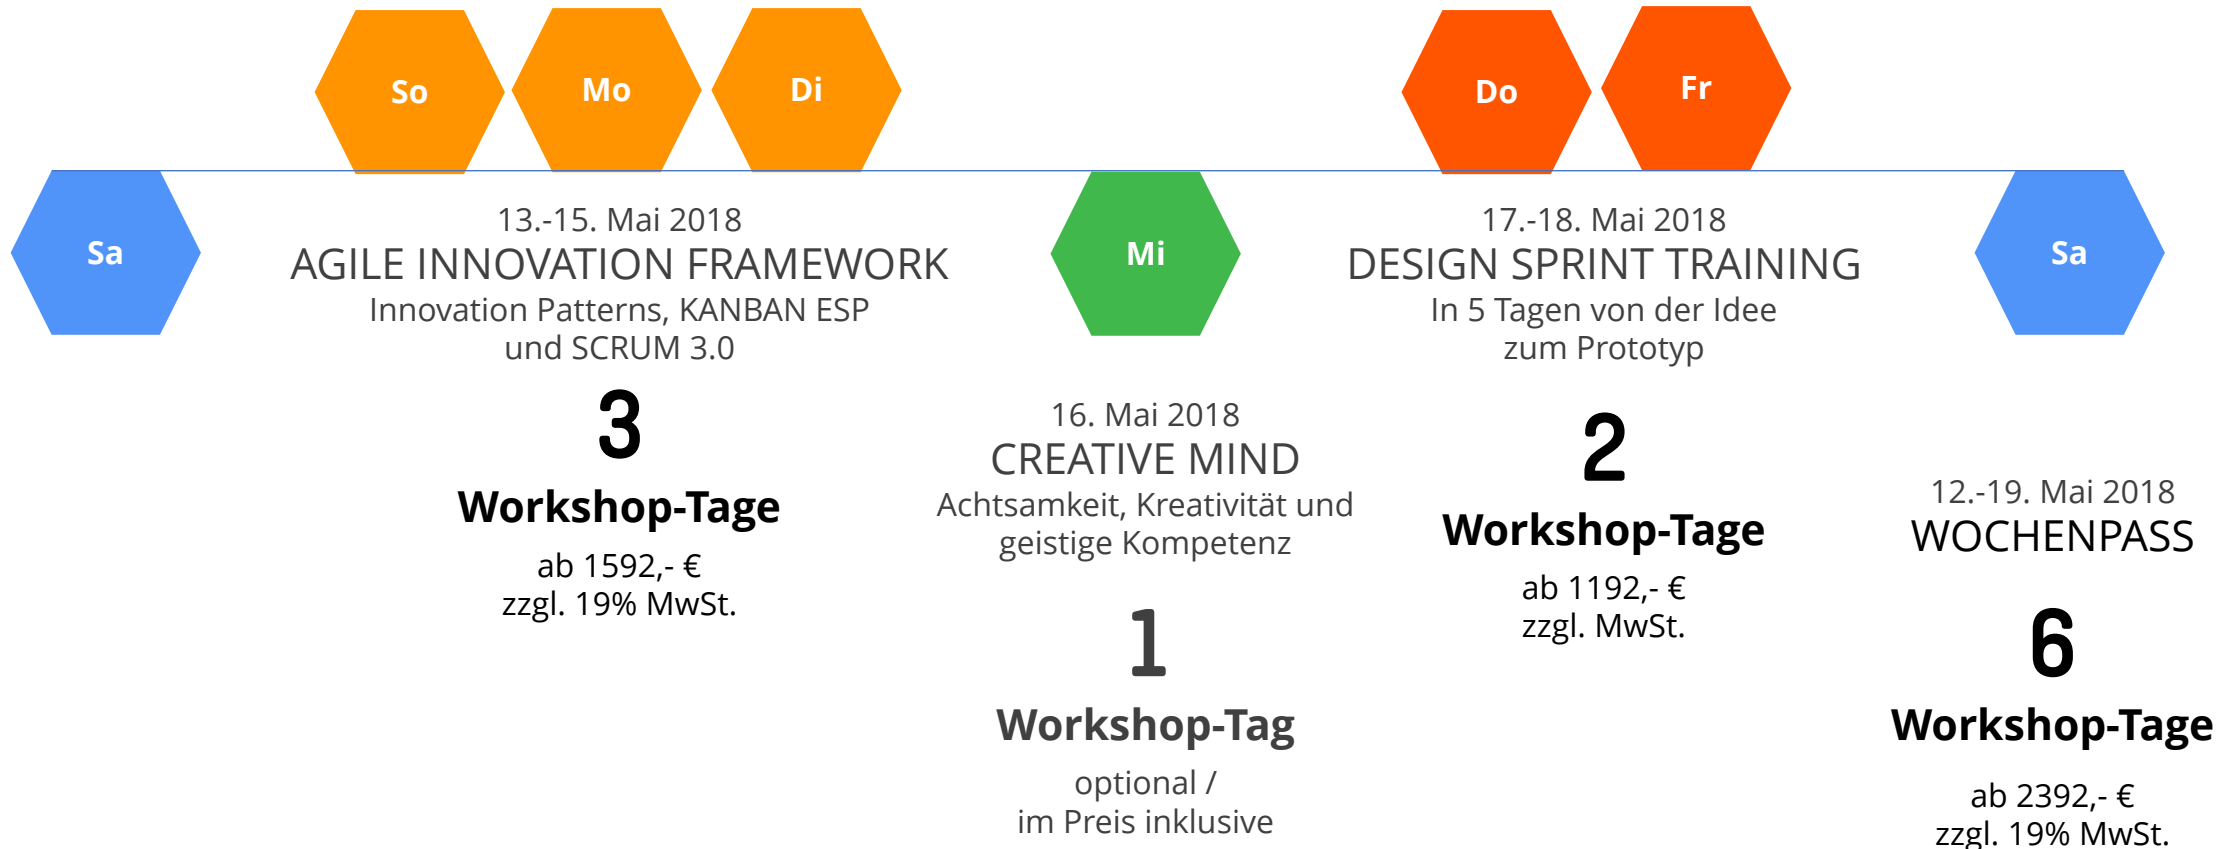 So
Mo
Di
Do
Fr
Sa
Mi
Sa
13.-15. Mai 2018
AGILE INNOVATION FRAMEWORK
Innovation Patterns, KANBAN ESP
und SCRUM 3.0
3
Workshop-Tage
ab 1592,- €
zzgl. 19% MwSt.
16. Mai 2018
CREATIVE MIND
Achtsamkeit, Kreativität und
geistige Kompetenz
1
Workshop-Tag
optional /
im Preis inklusive
17.-18. Mai 2018
DESIGN SPRINT TRAINING
In 5 Tagen von der Idee
zum Prototyp
2
Workshop-Tage
ab 1192,- €
zzgl. MwSt.
12.-19. Mai 2018
WOCHENPASS
6
Workshop-Tage
ab 2392,- €
zzgl. 19% MwSt.